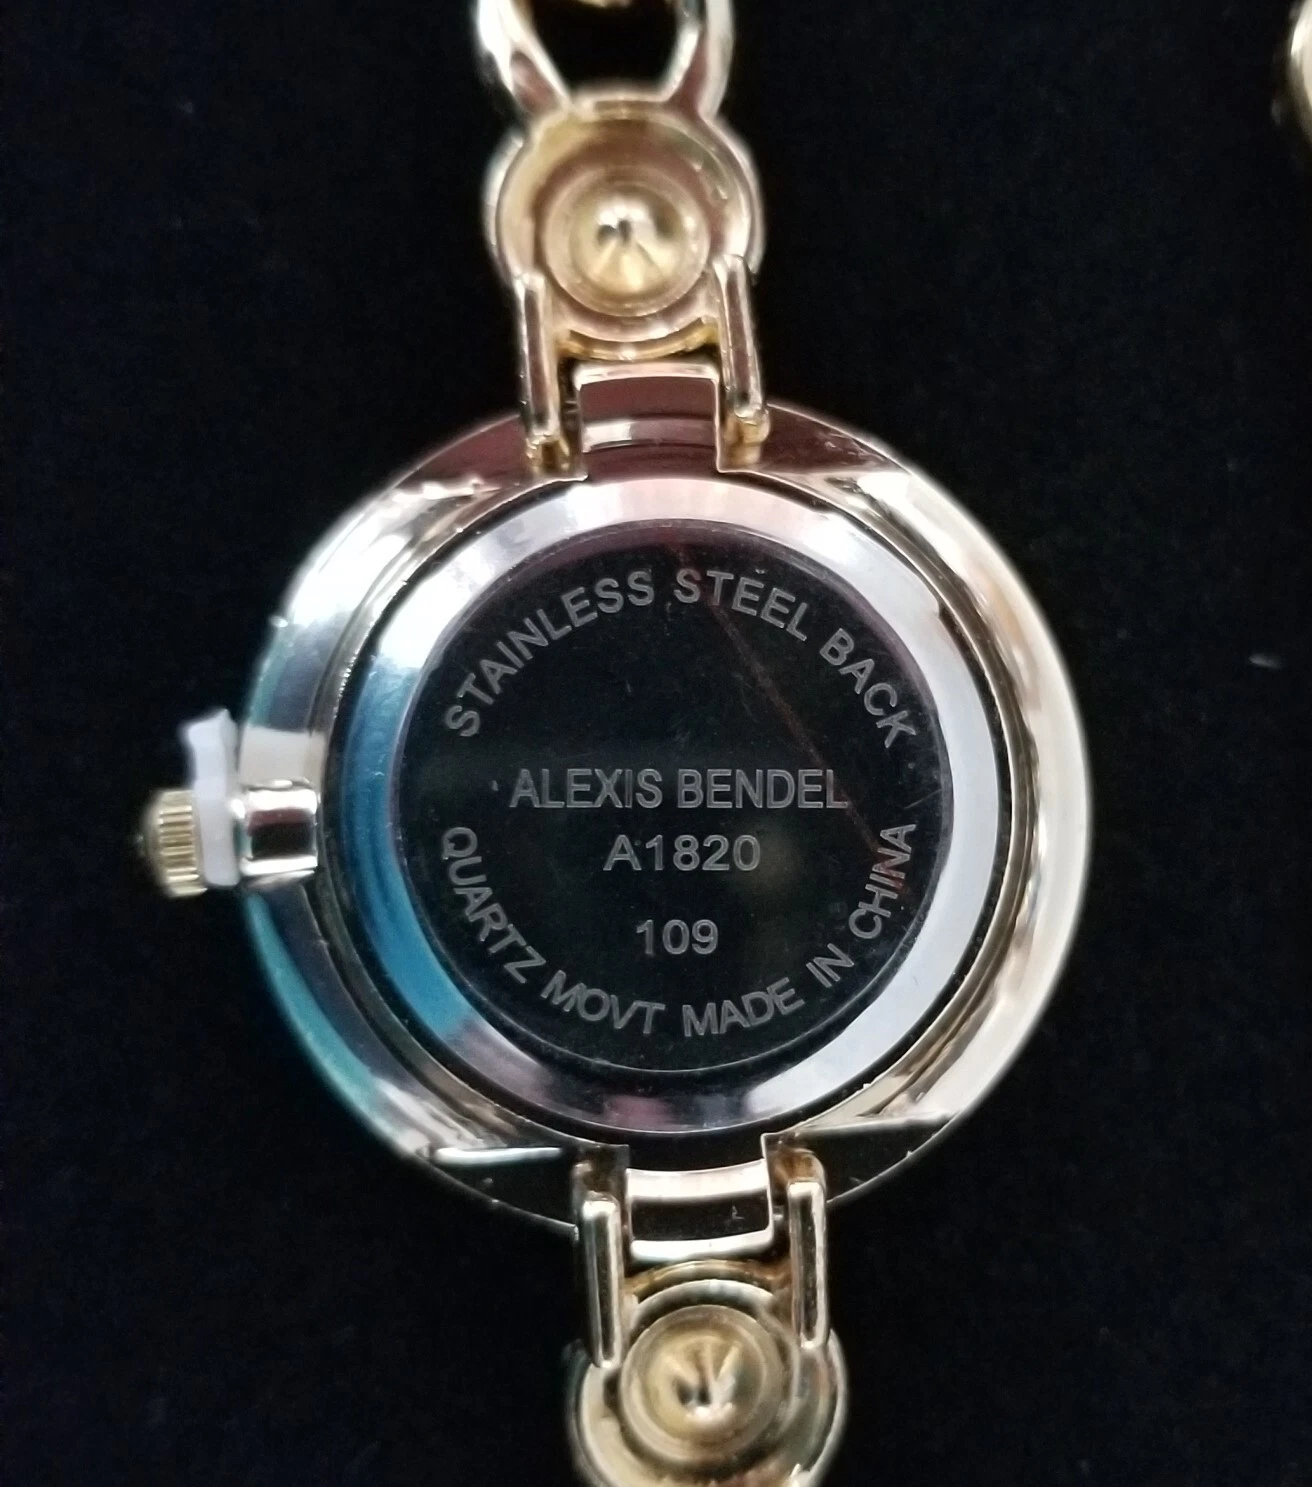 STAINLESS STEEL BACK
ALEXIS BENDEL
A1820
109
QUARTZ MOVT MADE IN CHINA